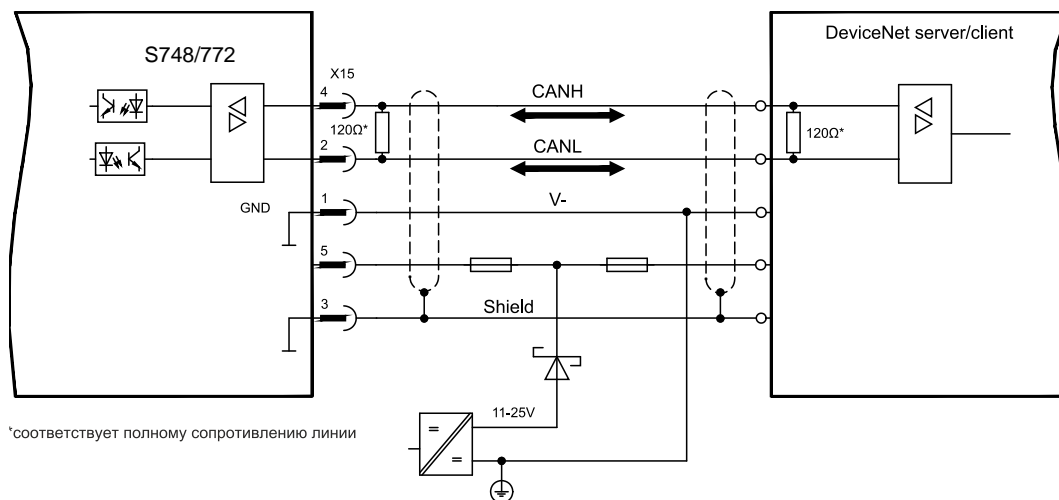 DeviceNet server/client
S748/772
X15
4
CANH
120Ω*
120Ω*
2
CANL
GND
1
V-
5
3
Shield
11-25V
*соответствует полному сопротивлению линии
=
=